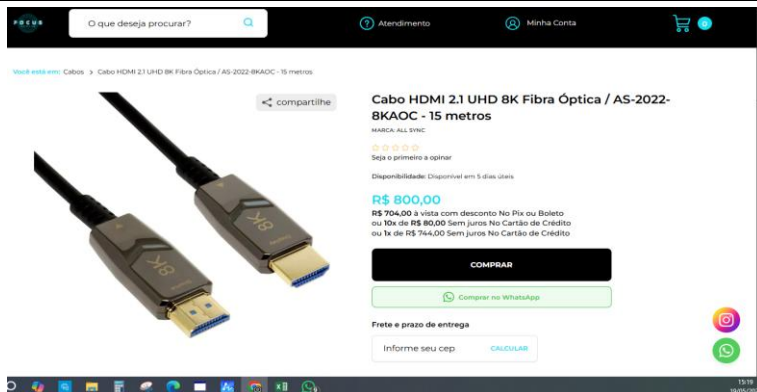 FOCUS
O que deseja procurar?
Atendimento
Minha Conta
0
Você está em: Cabos > Cabo HDMI 2.1 UHD 8K Fibra Óptica / AS-2022-8KAOC - 15 metros
compartilhe
Cabo HDMI 2.1 UHD 8K Fibra Óptica / AS-2022-
8KAOC - 15 metros
MARCA: ALL SYNC
Seja o primeiro a opinar
Disponibilidade: Disponível em 5 dias úteis
R$ 800,00
R$ 704,00 à vista com desconto No Pix ou Boleto
ou 10x de R$ 80,00 Sem juros No Cartão de Crédito
ou 1x de R$ 744,00 Sem juros No Cartão de Crédito
COMPRAR
Comprar no WhatsApp
Frete e prazo de entrega
Informe seu cep
CALCULAR
8K
8K
15:19